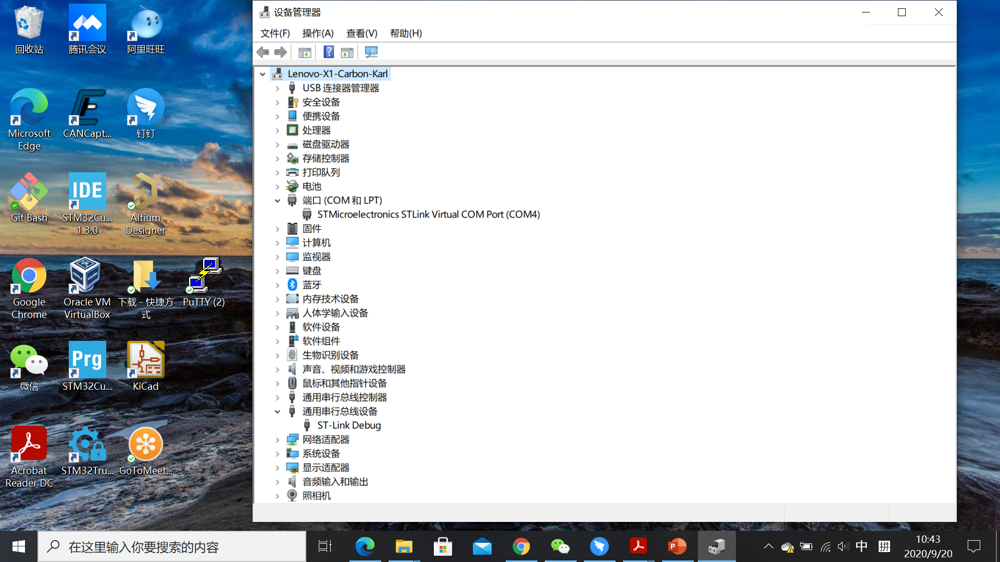 回收站
腾讯会议
阿里旺旺
Microsoft
Edge
CANCapt...
钉钉
Git Bash
IDE
STM32Cu...
1.3.0
Altium
Designer
Google
Chrome
Oracle VM
VirtualBox
下载 - 快捷方
式
PuTTY (2)
微信
Prg
STM32Cu...
KiCad
Acrobat
Reader DC
STM32Tru...
GoToMeet...
设备管理器
文件(F) 操作(A) 查看(V) 帮助(H)
Lenovo-X1-Carbon-Karl
USB 连接器管理器
安全设备
便携设备
处理器
磁盘驱动器
存储控制器
打印队列
电池
端口 (COM 和 LPT)
STMicroelectronics STLink Virtual COM Port (COM4)
固件
计算机
监视器
键盘
蓝牙
内存技术设备
人体学输入设备
软件设备
软件组件
生物识别设备
声音、视频和游戏控制器
鼠标和其他指针设备
通用串行总线控制器
通用串行总线设备
ST-Link Debug
网络适配器
系统设备
显示适配器
音频输入和输出
照相机
在这里输入你要搜索的内容
中
拼
10:43
2020/9/20